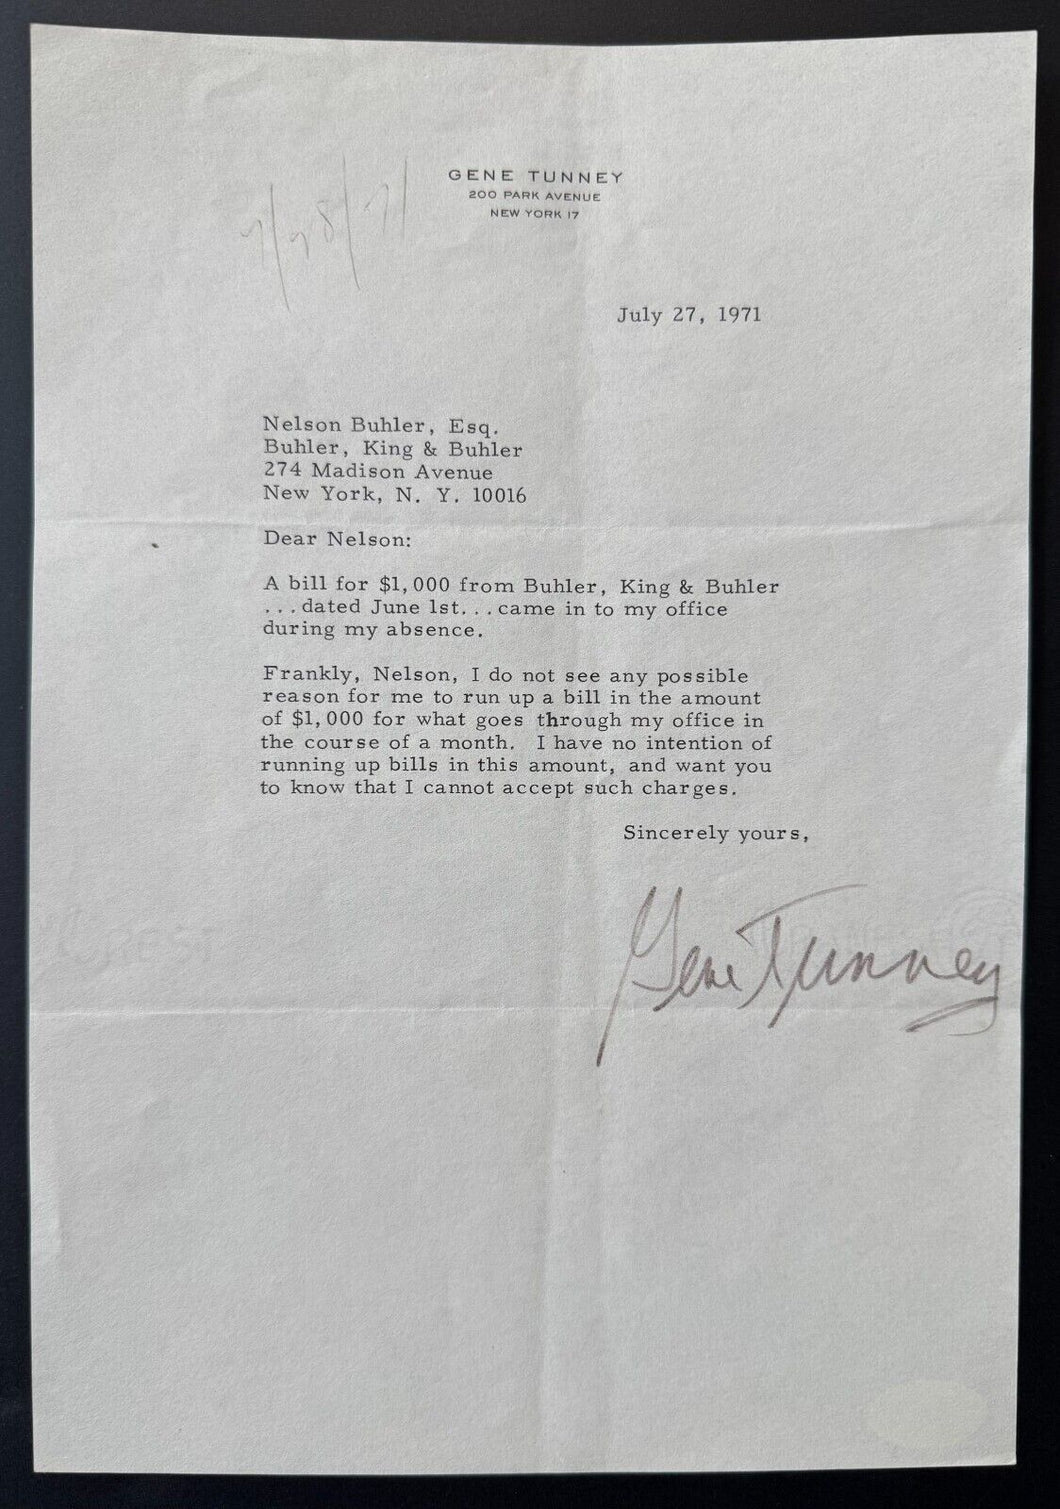 GENE TUNNEY
200 PARK AVENUE
NEW YORK 17
7/28/71
July 27, 1971
Nelson Buhler, Esq.
Buhler, King & Buhler
274 Madison Avenue
New York, N. Y. 10016
Dear Nelson:
A bill for $1,000 from Buhler, King & Buhler
...dated June 1st...came in to my office
during my absence.
Frankly, Nelson, I do not see any possible
reason for me to run up a bill in the amount
of $1,000 for what goes through my office in
the course of a month. I have no intention of
running up bills in this amount, and want you
to know that I cannot accept such charges.
Sincerely yours,
Gene Tunney
CREST